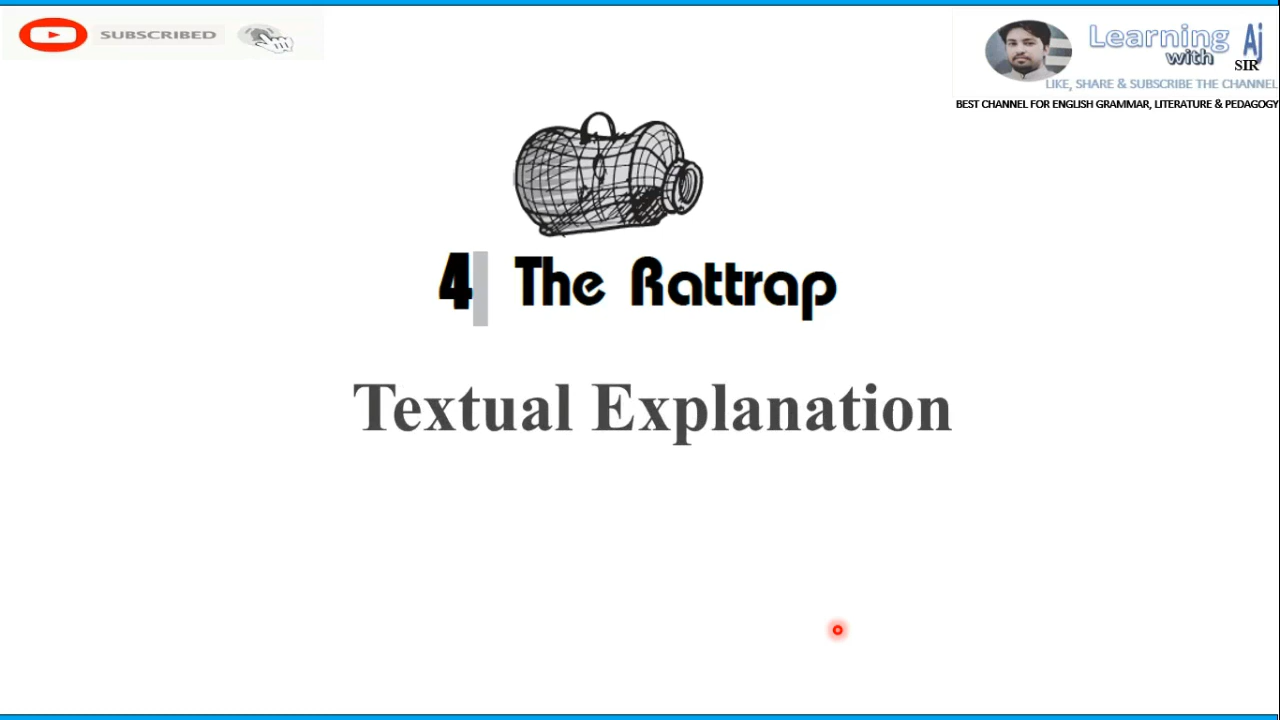 SUBSCRIBED
Learning
with
Aj
SIR
LIKE, SHARE & SUBSCRIBE THE CHANNEL
BEST CHANNEL FOR ENGLISH GRAMMAR, LITERATURE & PEDAGOGY
4 The Rattrap
Textual Explanation